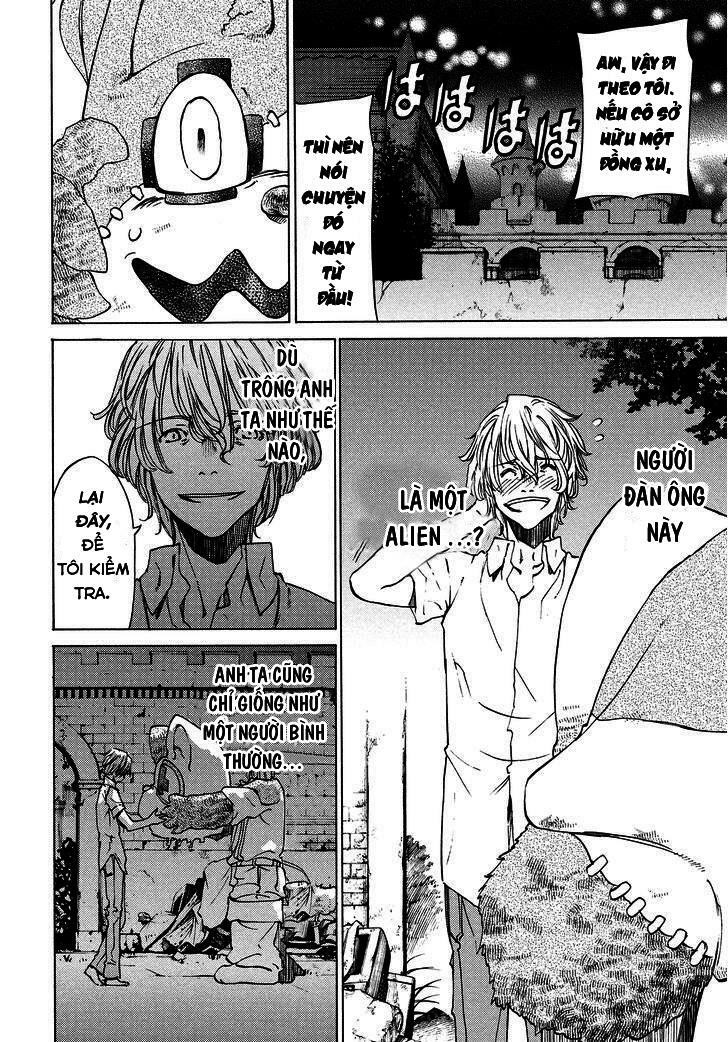 AW, VẬY ĐI
THEO TÔI.
NẾU CÔ SỞ
HỮU MỘT
ĐỒNG XU,
はははは
THÌ NÊN
NÓI
CHUYỆN
ĐÓ
NGAY
TỪ
ĐẦU!
NGƯỜI
ĐÀN ÔNG
NÀY
LÀ MỘT
ALIEN ...?
DÙ
TRÔNG ANH
TA NHƯ THẾ
NÀO,
LẠI
ĐÂY,
ĐỂ
TÔI KIỂM
TRA.
ANH TA CŨNG
CHỈ GIỐNG NHƯ
MỘT NGƯỜI BÌNH
THƯỜNG...